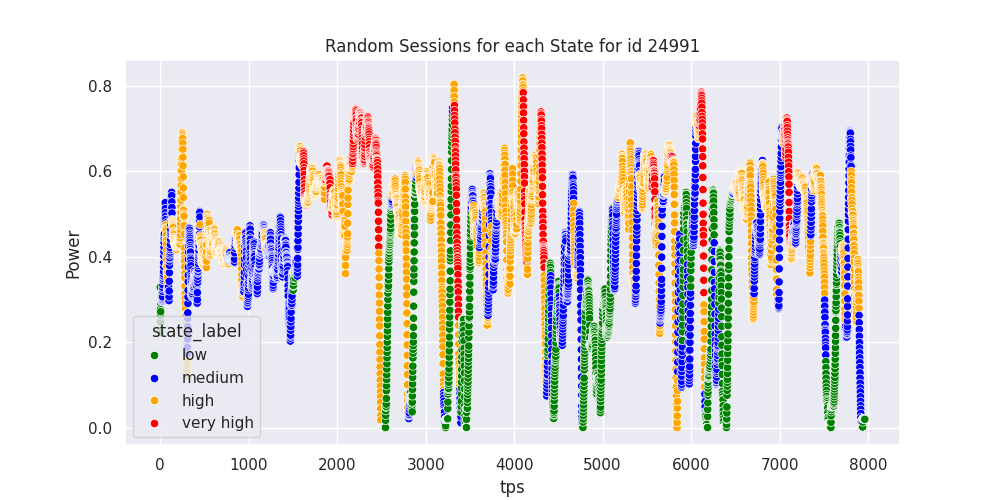 Random Sessions for each State for id 24991
Power
0.8
0.6
0.4
0.2
0.0
state_label
low
medium
high
very high
0 1000 2000 3000 4000 5000 6000 7000 8000
tps